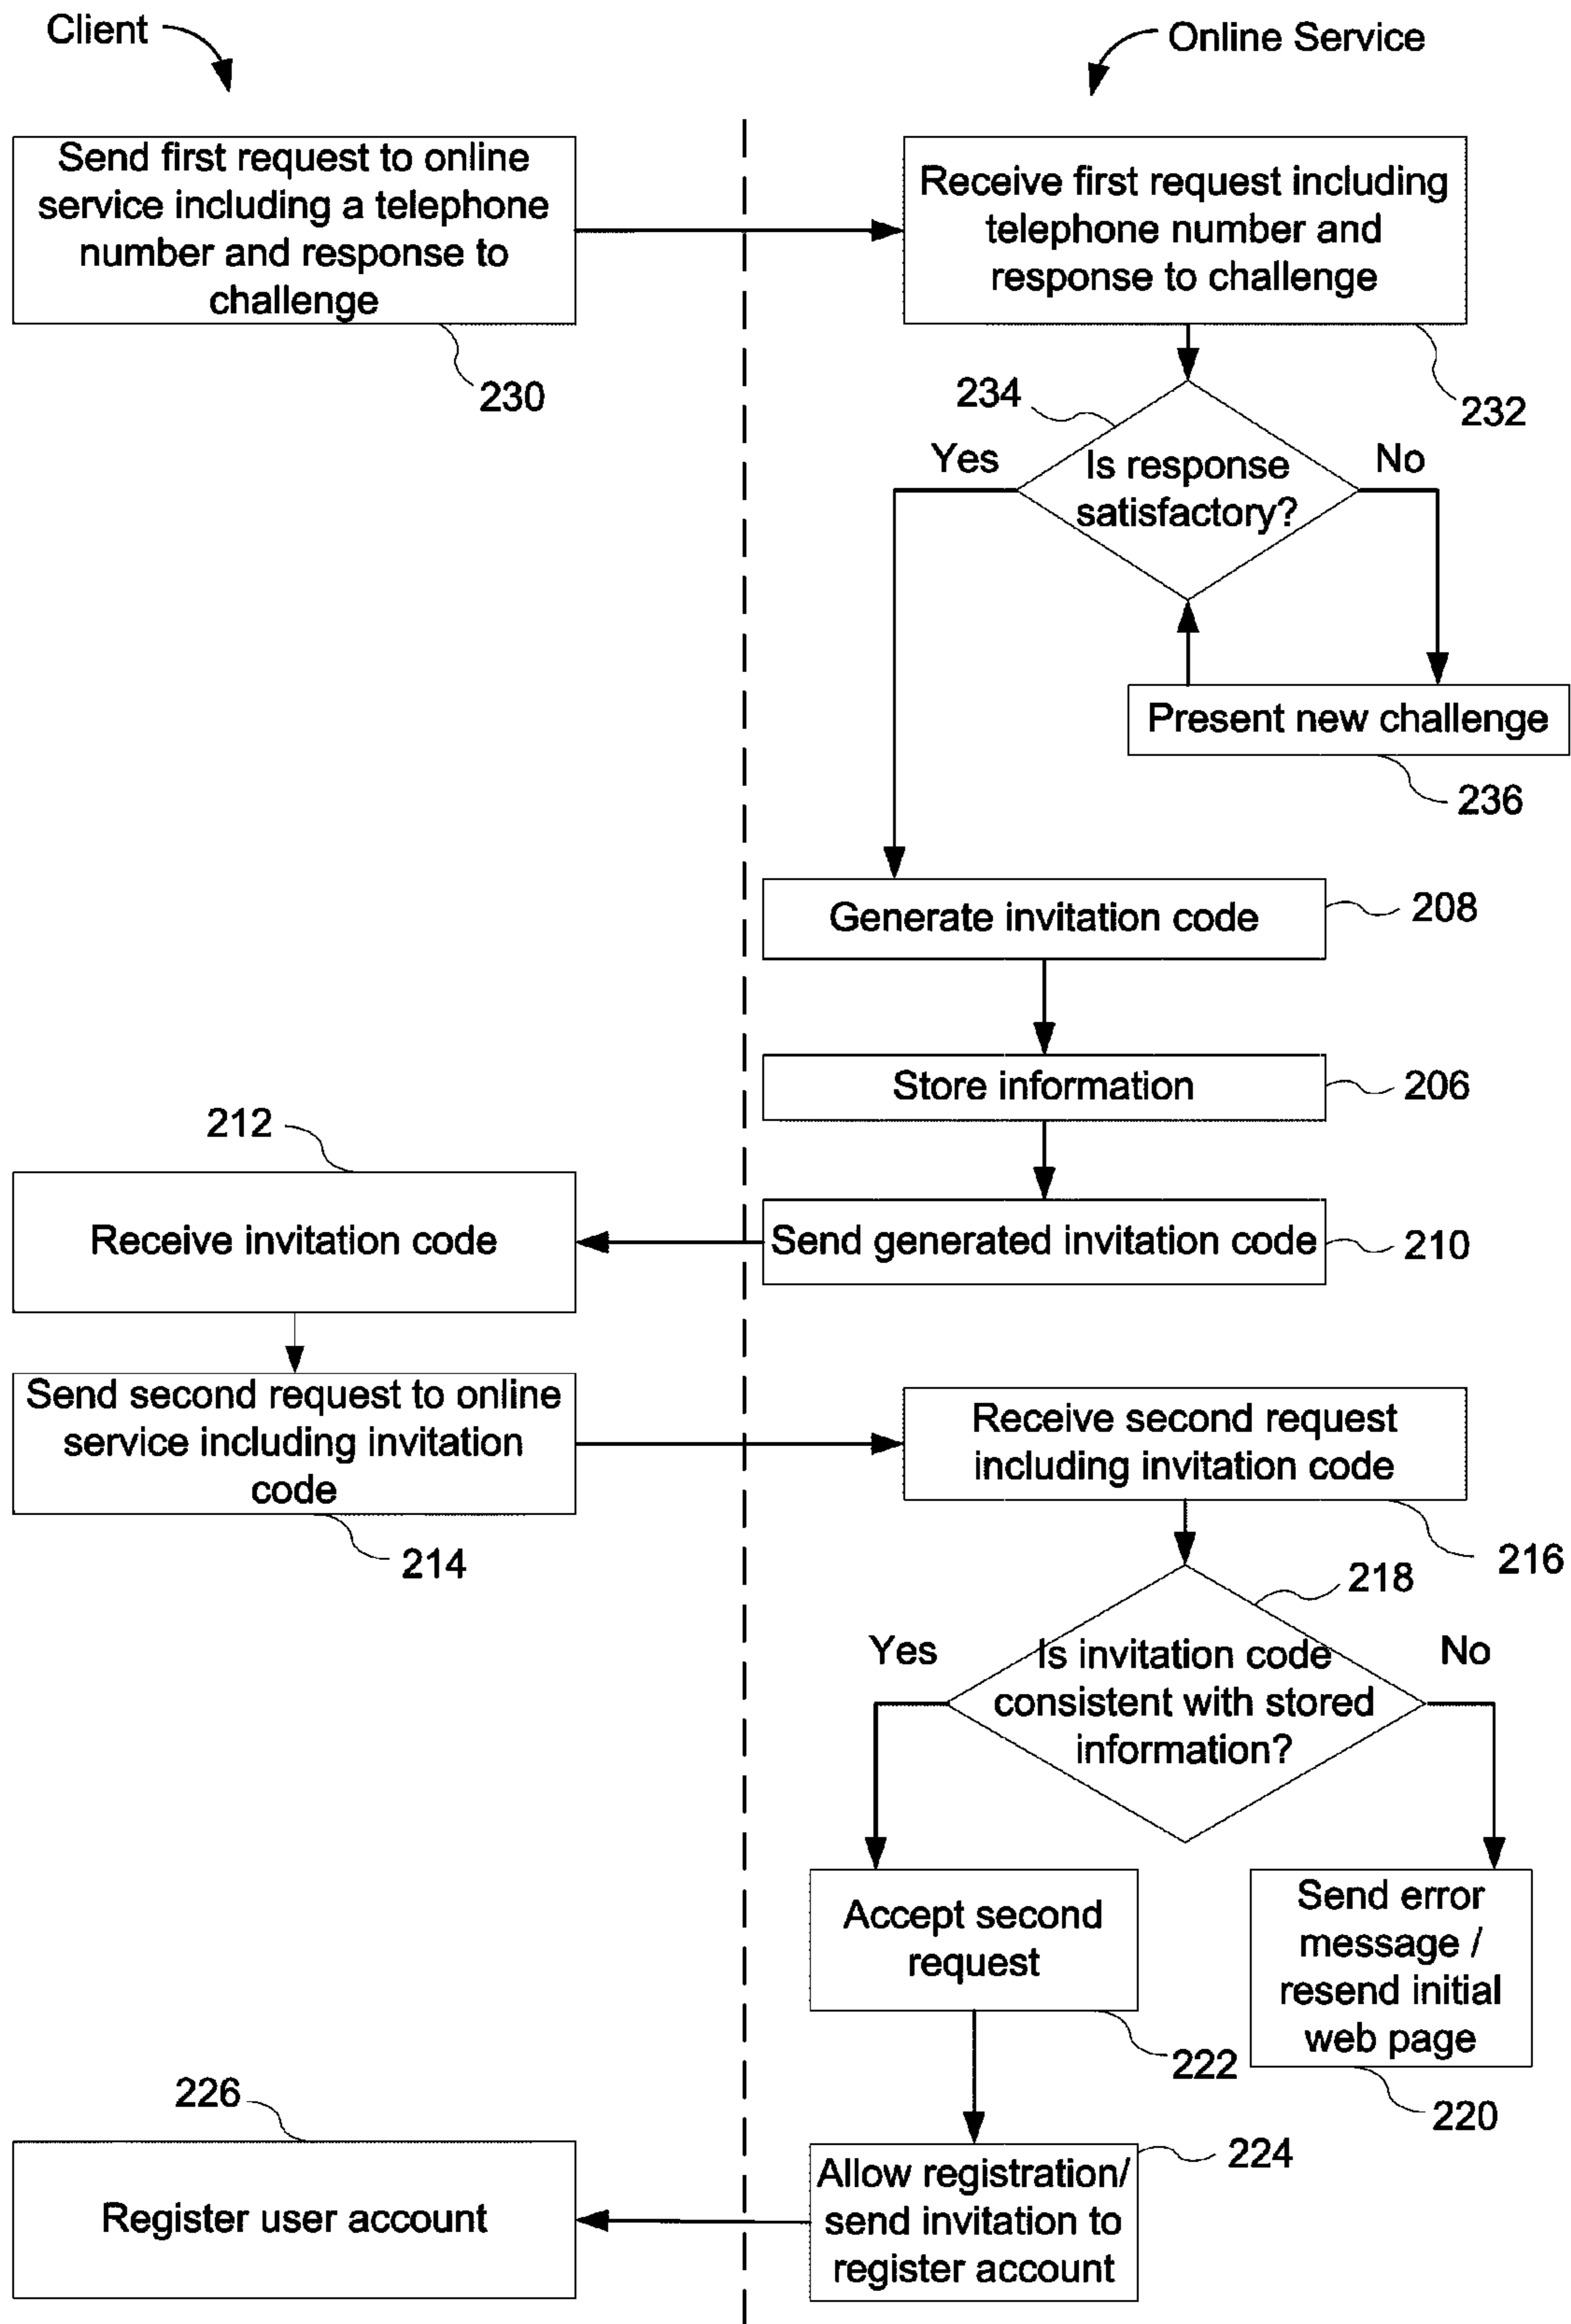 Client
Online Service
Send first request to online
service including a telephone
number and response to
challenge
230
Receive first request including
telephone number and
response to challenge
232
234
Yes
Is response
satisfactory?
No
Present new challenge
236
Generate invitation code
208
Store information
206
212
Receive invitation code
Send generated invitation code
210
Send second request to online
service including invitation
code
214
Receive second request
including invitation code
216
218
Yes
Is invitation code
consistent with stored
information?
No
Accept second
request
222
Send error
message /
resend initial
web page
220
226
Register user account
Allow registration/
send invitation to
register account
224